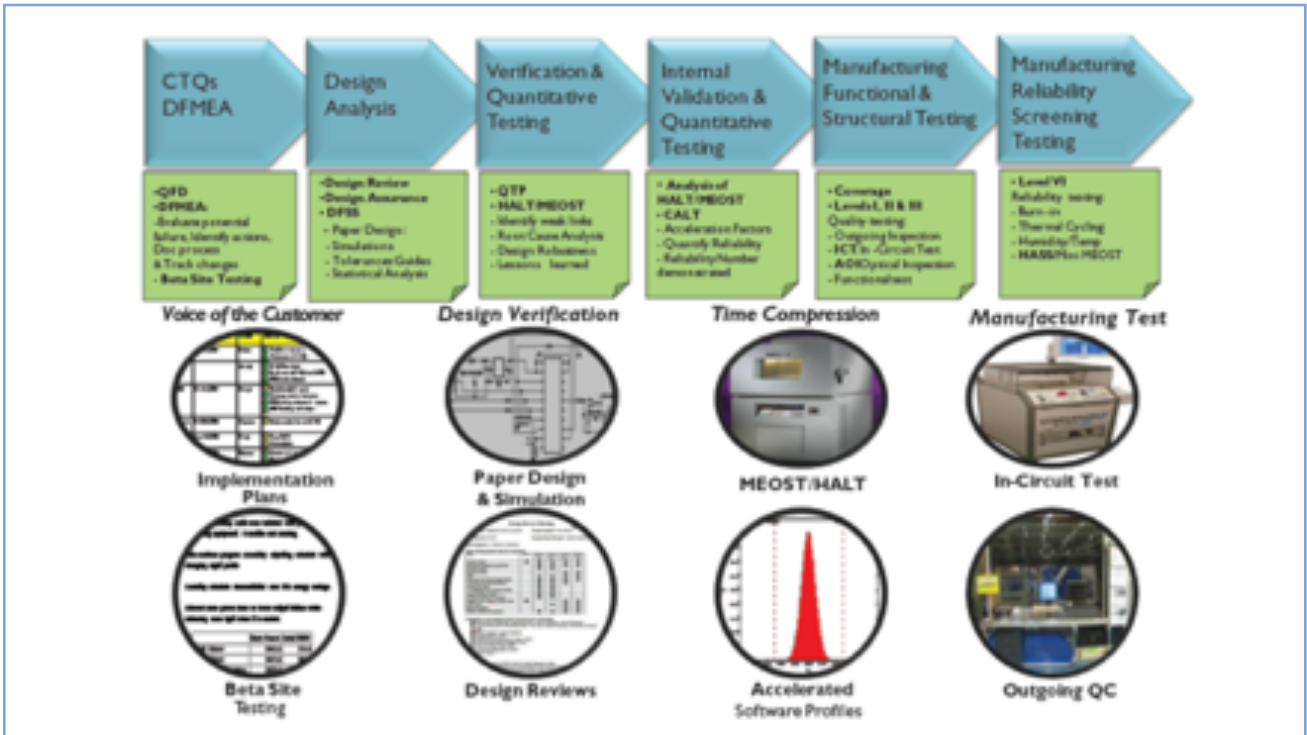 CTQs
DFMEA
Design
Analysis
Verification &
Quantitative
Testing
Internal
Validation &
Quantitative
Testing
Manufacturing
Functional &
Structural Testing
Manufacturing
Reliability
Screening
Testing
•QFD
•DFMEA:
-Evaluate potential
failure, Identify actions,
Doc process
& Track changes
- Beta Site Testing
•Design Review
•Design Assurance
• DFSS
- Paper Design:
- Simulations
- Tolerances Guides
- Statistical Analysis
• QTP
• HALT/MEOST
- Identify weak links
- Root Cause Analysis
- Design Robustness
- Lessons learned
• Analysis of
HALT/MEOST
• CALT
- Acceleration Factors
- Quantify Reliability
- Reliability/Number
demonstrated
• Coverage
• Levels I, II & III
Quality testing
- Outgoing Inspection
- ICT In -Circuit Test
- AOI Optical Inspection
- Functional test
• Level VI
Reliability testing
- Burn-in
- Thermal Cycling
- Humidity/Temp
- HASS/Mini MEOST
Voice of the Customer
Design Verification
Time Compression
Manufacturing Test
Implementation
Plans
Paper Design
& Simulation
MEOST/HALT
In-Circuit Test
Beta Site
Testing
Design Reviews
Accelerated
Software Profiles
Outgoing QC